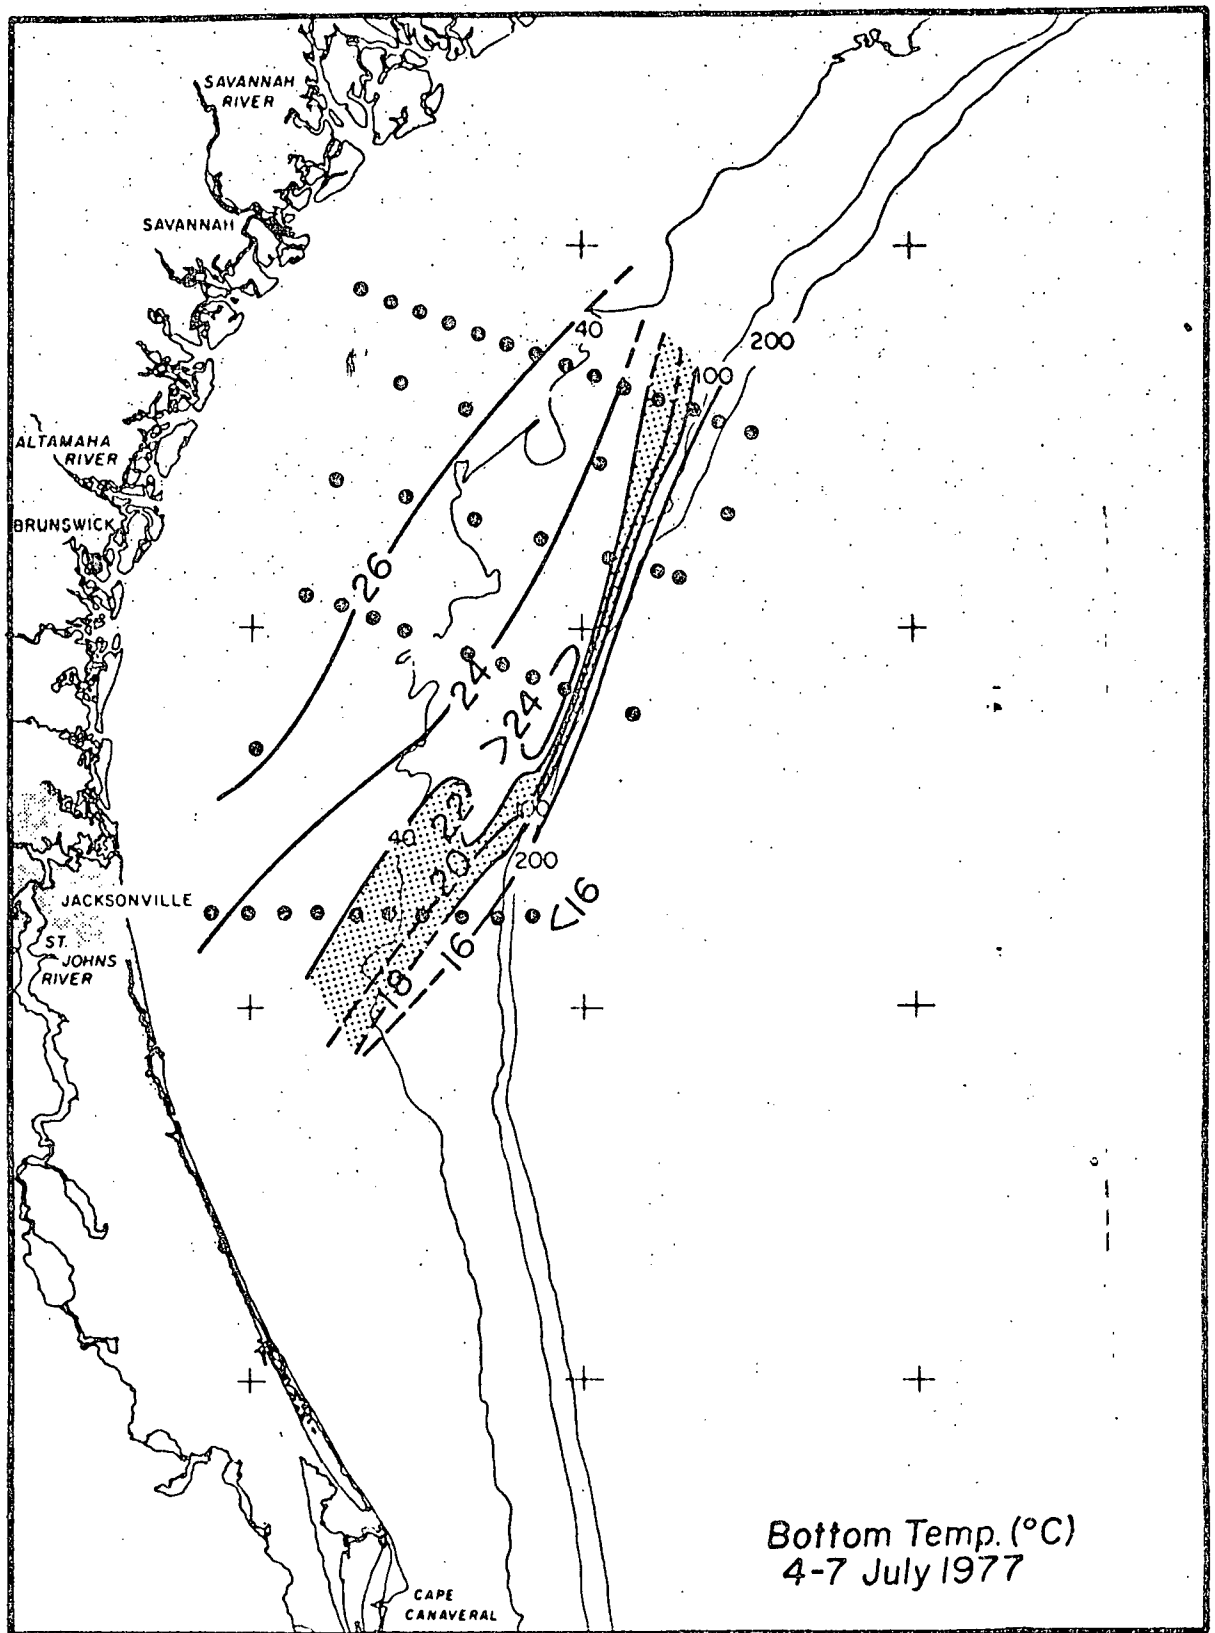 SAVANNAH
RIVER
SAVANNAH
40
200
100
ALTAMAHA
RIVER
BRUNSWICK
26
24
>24°
22
40
100
20
200
JACKSONVILLE
<16
ST.
JOHNS
RIVER
16
18
Bottom Temp. (°C)
4-7 July 1977
CAPE
CANAVERAL